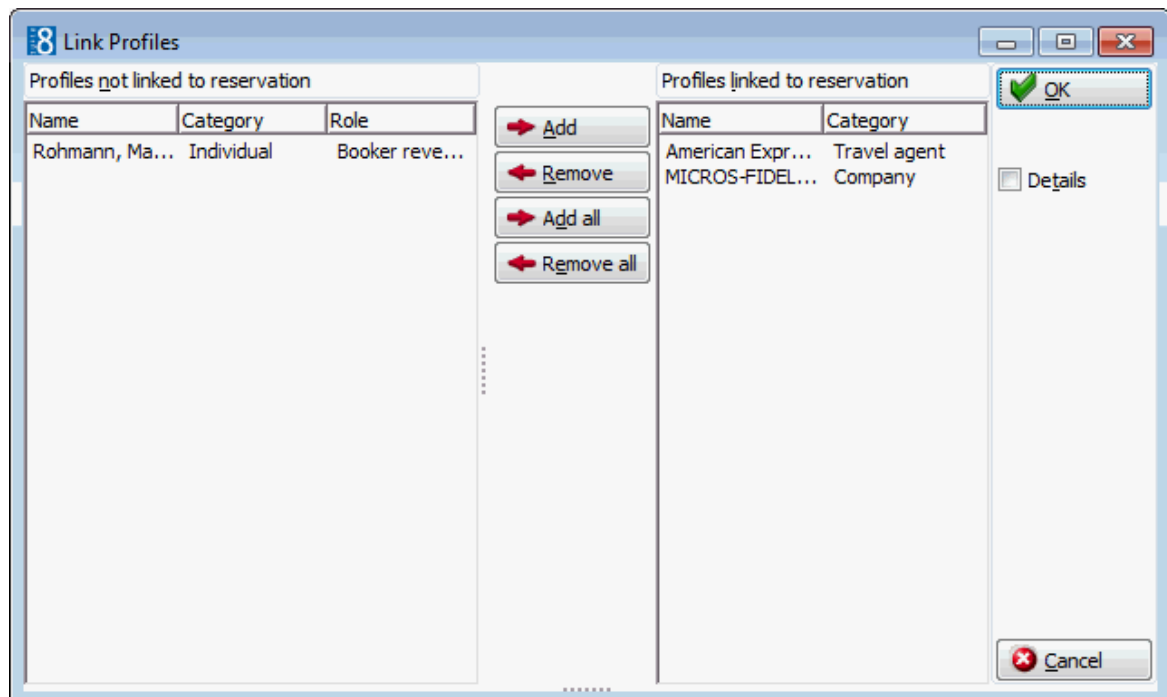 8 Link Profiles
Profiles not linked to reservation
Name Category Role
Rohmann, Ma... Individual Booker reve...
Add
Remove
Add all
Remove all
Profiles linked to reservation
Name Category
American Expr... Travel agent
MICROS-FIDEL... Company
OK
Details
Cancel